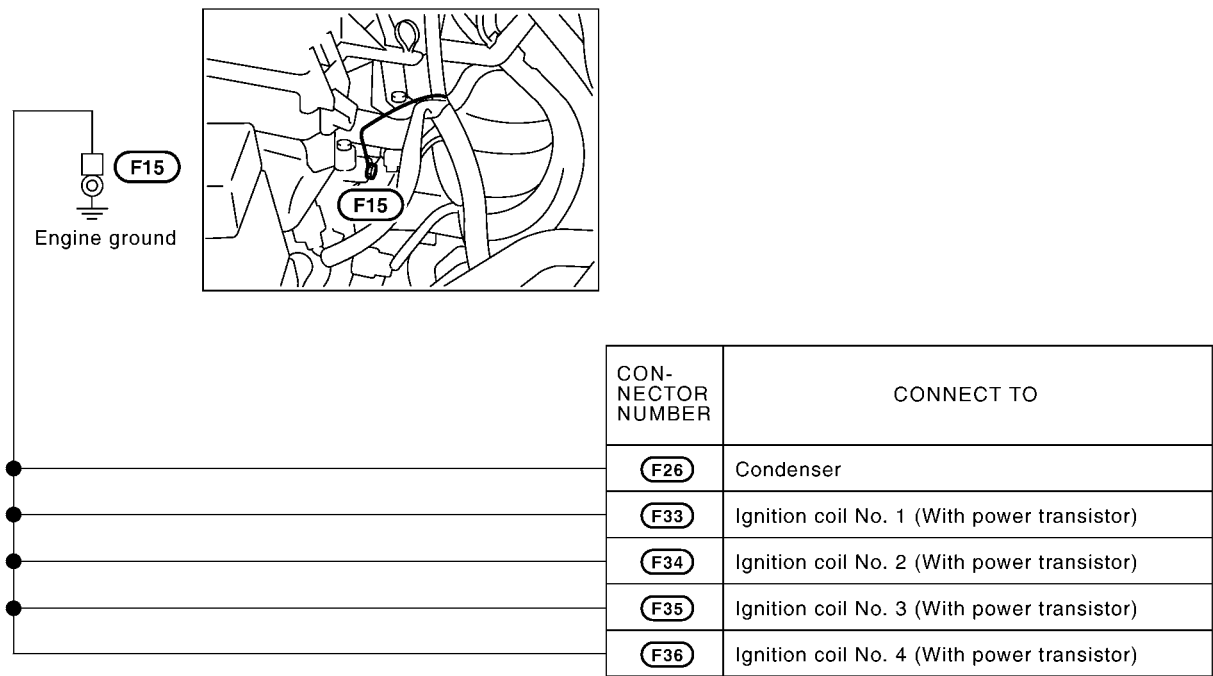 F15
Engine ground
F15
CON-
NECTOR
NUMBER
CONNECT TO
F26 Condenser
F33 Ignition coil No. 1 (With power transistor)
F34 Ignition coil No. 2 (With power transistor)
F35 Ignition coil No. 3 (With power transistor)
F36 Ignition coil No. 4 (With power transistor)